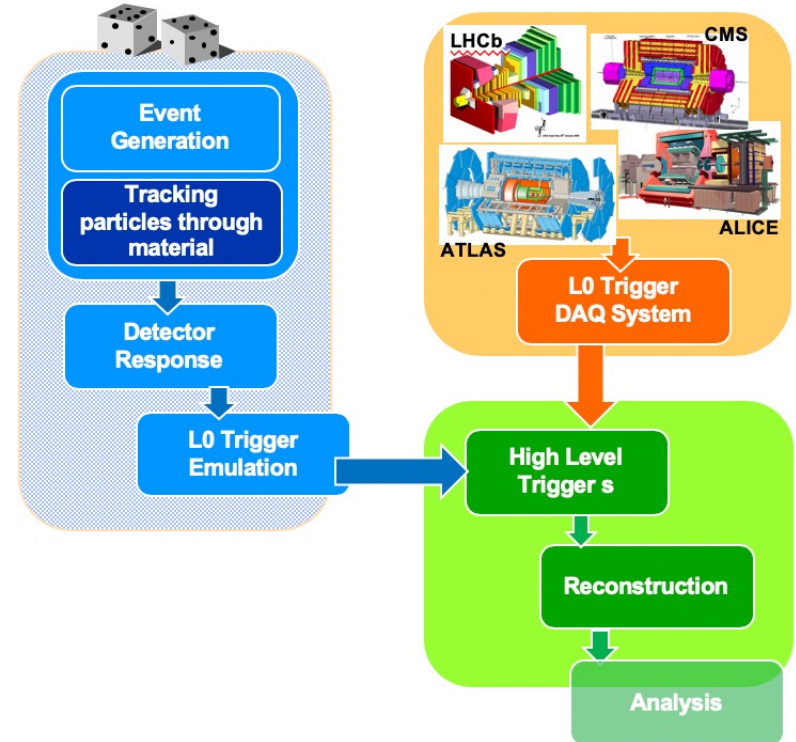 Event
Generation
Tracking
particles through
material
Detector
Response
L0 Trigger
Emulation
LHCb
CMS
ATLAS
ALICE
L0 Trigger
DAQ System
High Level
Trigger s
Reconstruction
Analysis